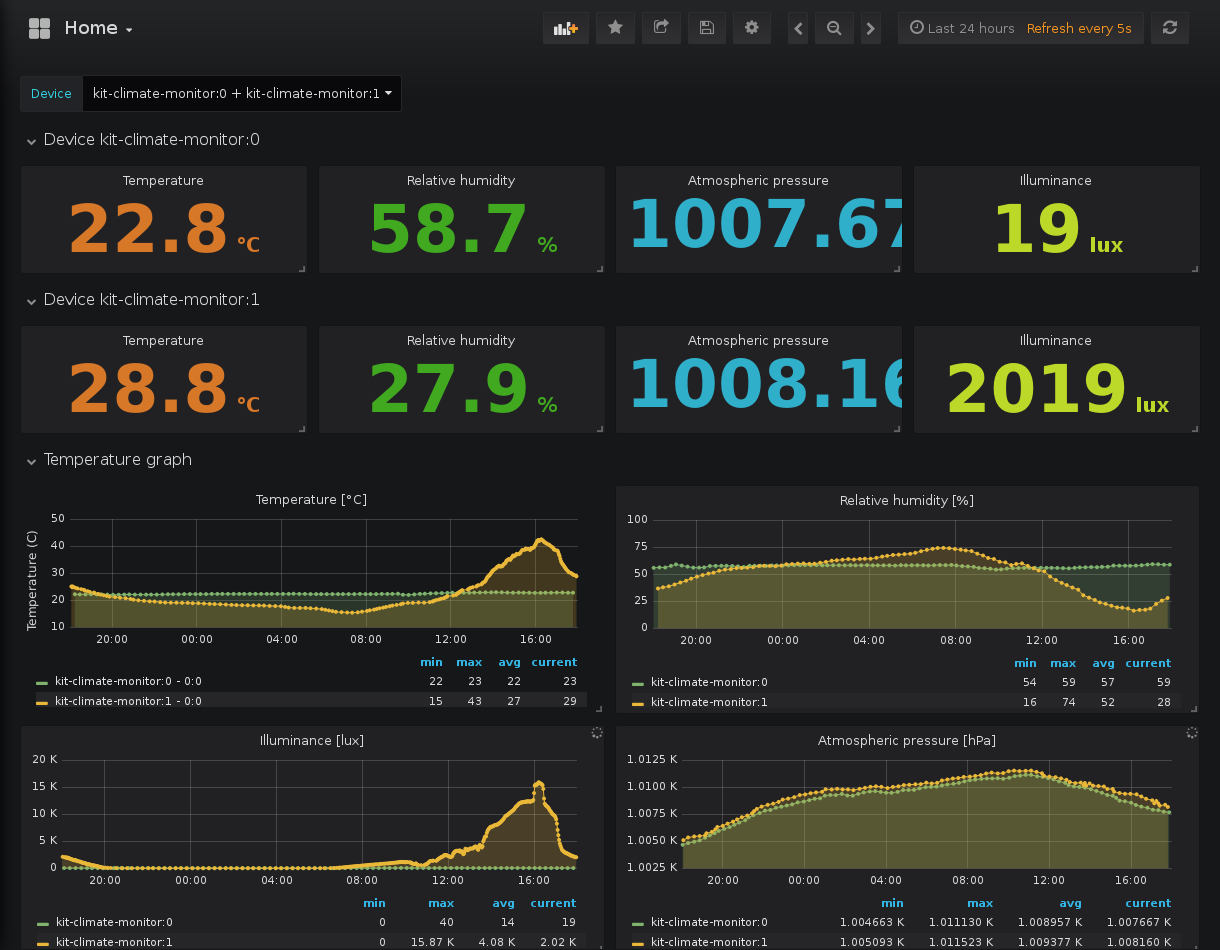 Home
Last 24 hours Refresh every 5s
Device kit-climate-monitor:0 + kit-climate-monitor:1
Device kit-climate-monitor:0
Temperature Relative humidity Atmospheric pressure Illuminance
22.8 °C 58.7 % 1007.67 19 lux
Device kit-climate-monitor:1
Temperature Relative humidity Atmospheric pressure Illuminance
28.8 °C 27.9 % 1008.16 2019 lux
Temperature graph
Temperature [°C]
Temperature (C)
50
40
30
20
10
20:00 00:00 04:00 08:00 12:00 16:00
min max avg current
kit-climate-monitor:0 - 0:0 22 23 22 23
kit-climate-monitor:1 - 0:0 15 43 27 29
Relative humidity [%]
100
75
50
25
0
20:00 00:00 04:00 08:00 12:00 16:00
min max avg current
kit-climate-monitor:0 54 59 57 59
kit-climate-monitor:1 16 74 52 28
Illuminance [lux]
20 K
15 K
10 K
5 K
0
20:00 00:00 04:00 08:00 12:00 16:00
min max avg current
kit-climate-monitor:0 0 40 14 19
kit-climate-monitor:1 0 15.87 K 4.08 K 2.02 K
Atmospheric pressure [hPa]
1.0125 K
1.0100 K
1.0075 K
1.0050 K
1.0025 K
20:00 00:00 04:00 08:00 12:00 16:00
min max avg current
kit-climate-monitor:0 1.004663 K 1.011130 K 1.008957 K 1.007667 K
kit-climate-monitor:1 1.005093 K 1.011523 K 1.009377 K 1.008160 K